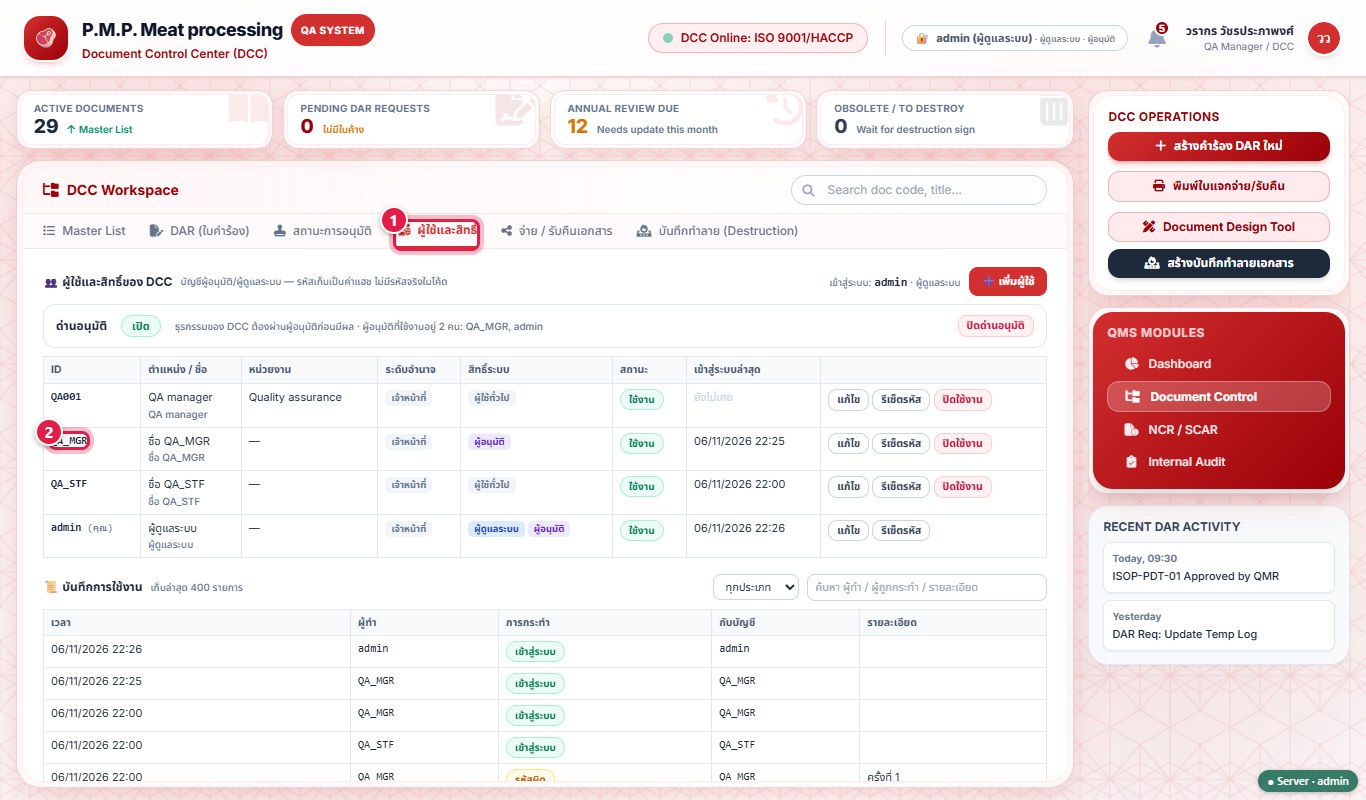 P.M.P. Meat processing QA SYSTEM
Document Control Center (DCC)
DCC Online: ISO 9001/HACCP
admin (ผู้ดูแลระบบ) · ผู้ดูแลระบบ · ผู้อนุมัติ
5
วรากร วัชรประภาพงศ์
QA Manager / DCC
วว
ACTIVE DOCUMENTS
29 ↑ Master List
PENDING DAR REQUESTS
0 ไม่มีใบค้าง
ANNUAL REVIEW DUE
12 Needs update this month
OBSOLETE / TO DESTROY
0 Wait for destruction sign
DCC Workspace
Search doc code, title...
1
Master List
DAR (ใบคำร้อง)
สถานะการอนุมัติ
ผู้ใช้และสิทธิ์
จ่าย / รับคืนเอกสาร
บันทึกทำลาย (Destruction)
ผู้ใช้และสิทธิ์ของ DCC บัญชีผู้อนุมัติ/ผู้ดูแลระบบ — รหัสเก็บเป็นค่าแฮช ไม่มีรหัสจริงในโค้ด
เข้าสู่ระบบ: admin · ผู้ดูแลระบบ
+ เพิ่มผู้ใช้
ด่านอนุมัติ เปิด ธุรกรรมของ DCC ต้องผ่านผู้อนุมัติก่อนมีผล · ผู้อนุมัติที่ใช้งานอยู่ 2 คน: QA_MGR, admin
ปิดด่านอนุมัติ
ID ตำแหน่ง / ชื่อ หน่วยงาน ระดับอำนาจ สิทธิ์ระบบ สถานะ เข้าสู่ระบบล่าสุด
QA001 QA manager Quality assurance เจ้าหน้าที่ ผู้ใช้ทั่วไป ใช้งาน ยังไม่เคย แก้ไข รีเซ็ตรหัส ปิดใช้งาน
QA manager
2
QA_MGR ชื่อ QA_MGR — เจ้าหน้าที่ ผู้อนุมัติ ใช้งาน 06/11/2026 22:25 แก้ไข รีเซ็ตรหัส ปิดใช้งาน
ชื่อ QA_MGR
QA_STF ชื่อ QA_STF — เจ้าหน้าที่ ผู้ใช้ทั่วไป ใช้งาน 06/11/2026 22:00 แก้ไข รีเซ็ตรหัส ปิดใช้งาน
ชื่อ QA_STF
admin (คุณ) ผู้ดูแลระบบ — เจ้าหน้าที่ ผู้ดูแลระบบ ผู้อนุมัติ ใช้งาน 06/11/2026 22:26 แก้ไข รีเซ็ตรหัส
ผู้ดูแลระบบ
บันทึกการใช้งาน เก็บล่าสุด 400 รายการ
ทุกประเภท
ค้นหา ผู้ทำ / ผู้ถูกกระทำ / รายละเอียด
เวลา ผู้ทำ การกระทำ กับบัญชี รายละเอียด
06/11/2026 22:26 admin เข้าสู่ระบบ admin
06/11/2026 22:25 QA_MGR เข้าสู่ระบบ QA_MGR
06/11/2026 22:00 QA_MGR เข้าสู่ระบบ QA_MGR
06/11/2026 22:00 QA_STF เข้าสู่ระบบ QA_STF
06/11/2026 22:00 QA_MGR รหัสผิด QA_MGR ครั้งที่ 1
DCC OPERATIONS
+ สร้างคำร้อง DAR ใหม่
พิมพ์ใบแจกจ่าย/รับคืน
Document Design Tool
สร้างบันทึกทำลายเอกสาร
QMS MODULES
Dashboard
Document Control
NCR / SCAR
Internal Audit
RECENT DAR ACTIVITY
Today, 09:30
ISOP-PDT-01 Approved by QMR
Yesterday
DAR Req: Update Temp Log
Server · admin